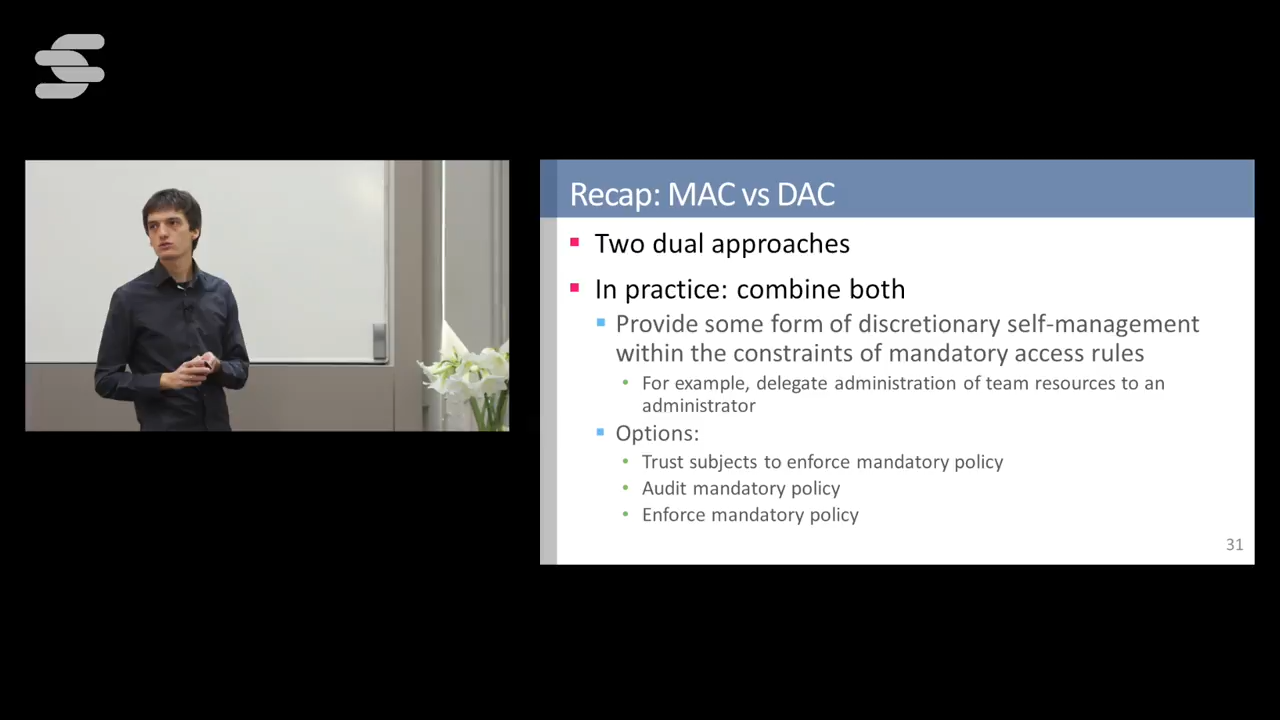 Recap: MAC vs DAC
Two dual approaches
In practice: combine both
Provide some form of discretionary self-management
within the constraints of mandatory access rules
For example, delegate administration of team resources to an
administrator
Options:
Trust subjects to enforce mandatory policy
Audit mandatory policy
Enforce mandatory policy
31